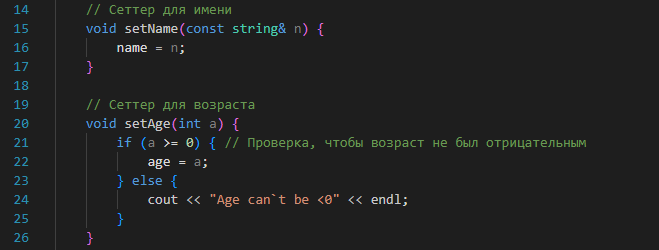 14 // Сеттер для имени
15 void setName(const string& n) {
16 name = n;
17 }
18
19 // Сеттер для возраста
20 void setAge(int a) {
21 if (a >= 0) { // Проверка, чтобы возраст не был отрицательным
22 age = a;
23 } else {
24 cout << "Age can`t be <0" << endl;
25 }
26 }